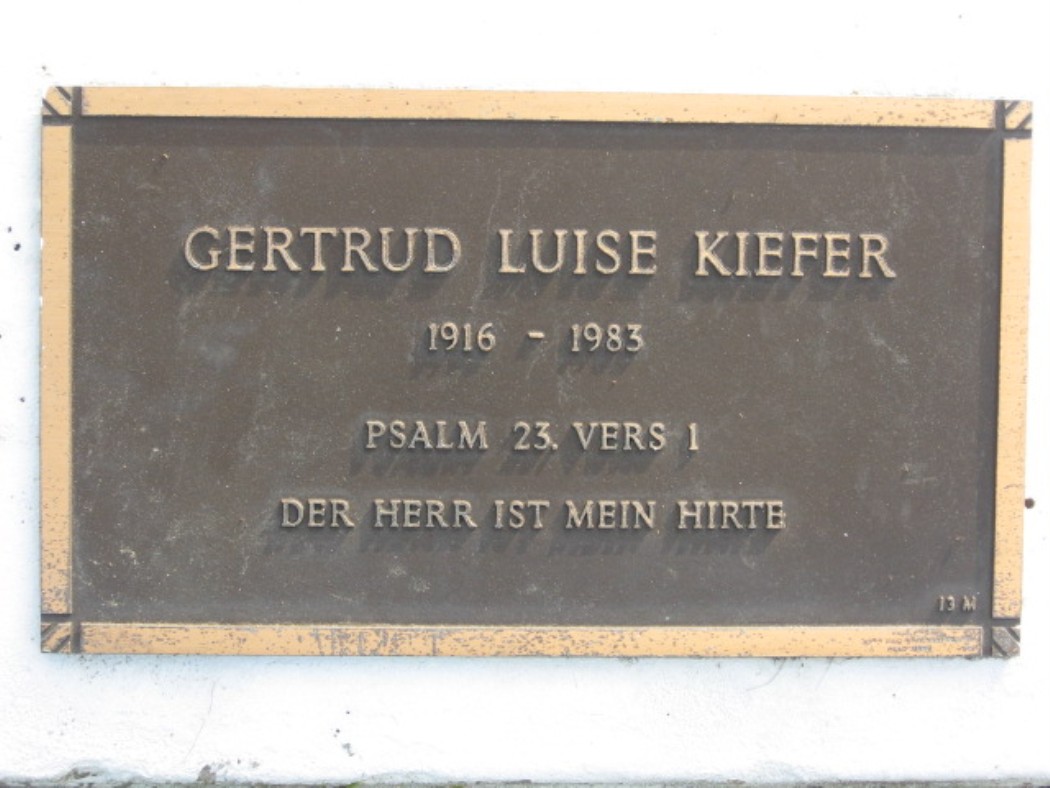 GERTRUD LUISE KIEFER
1916 - 1983
PSALM 23. VERS 1
DER HERR IST MEIN HIRTE
13 M